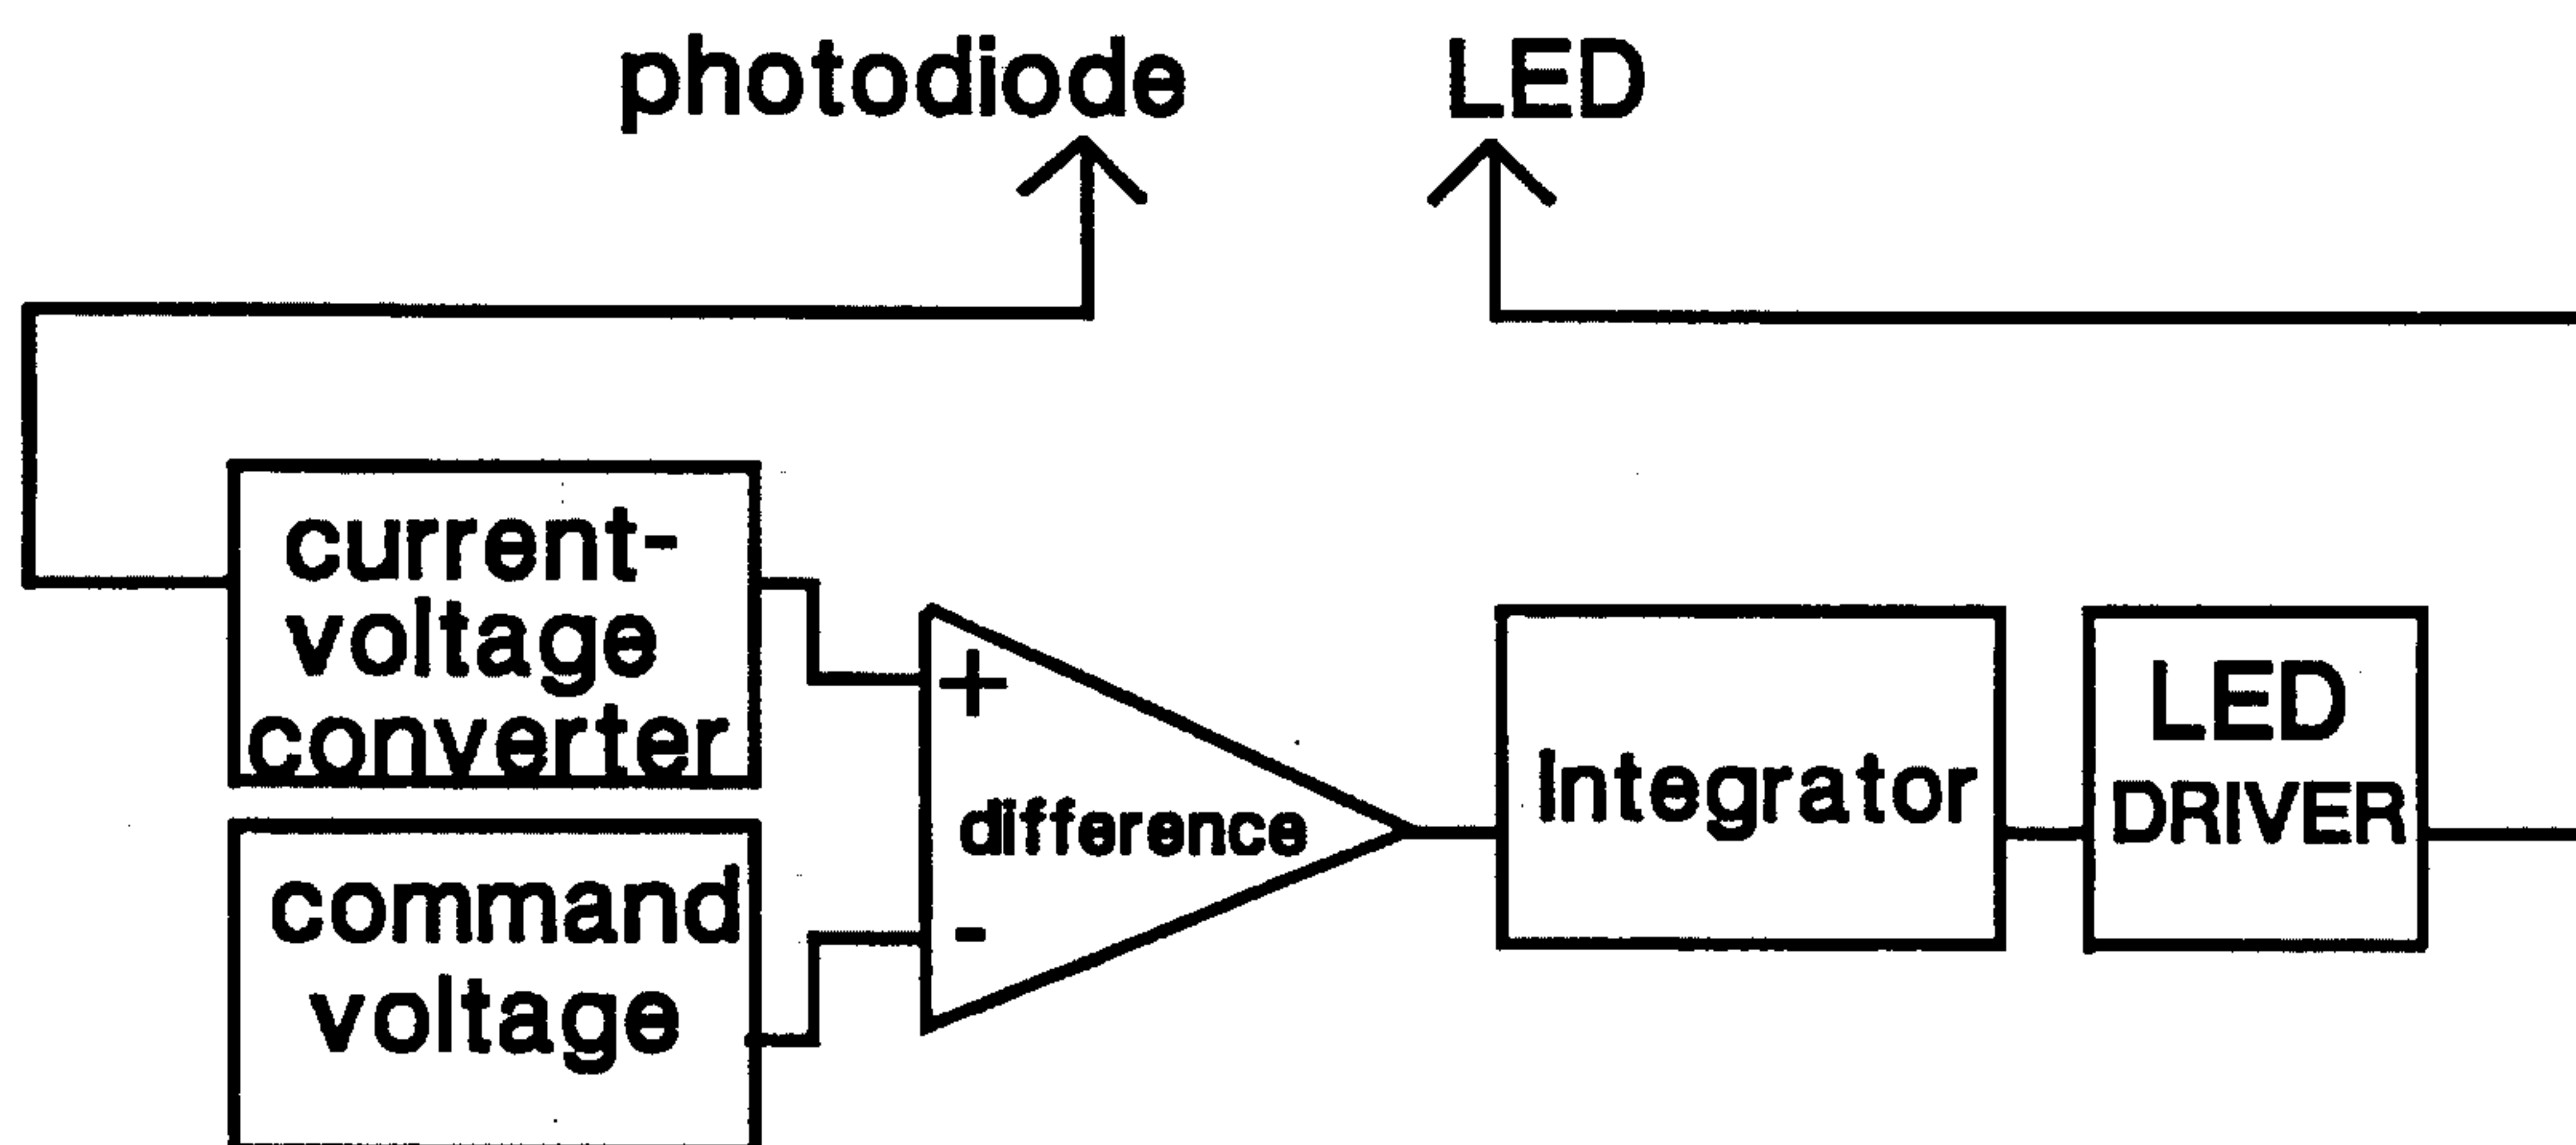 photodiode
LED
current-
voltage
converter
+
difference
-
command
voltage
Integrator
LED
DRIVER